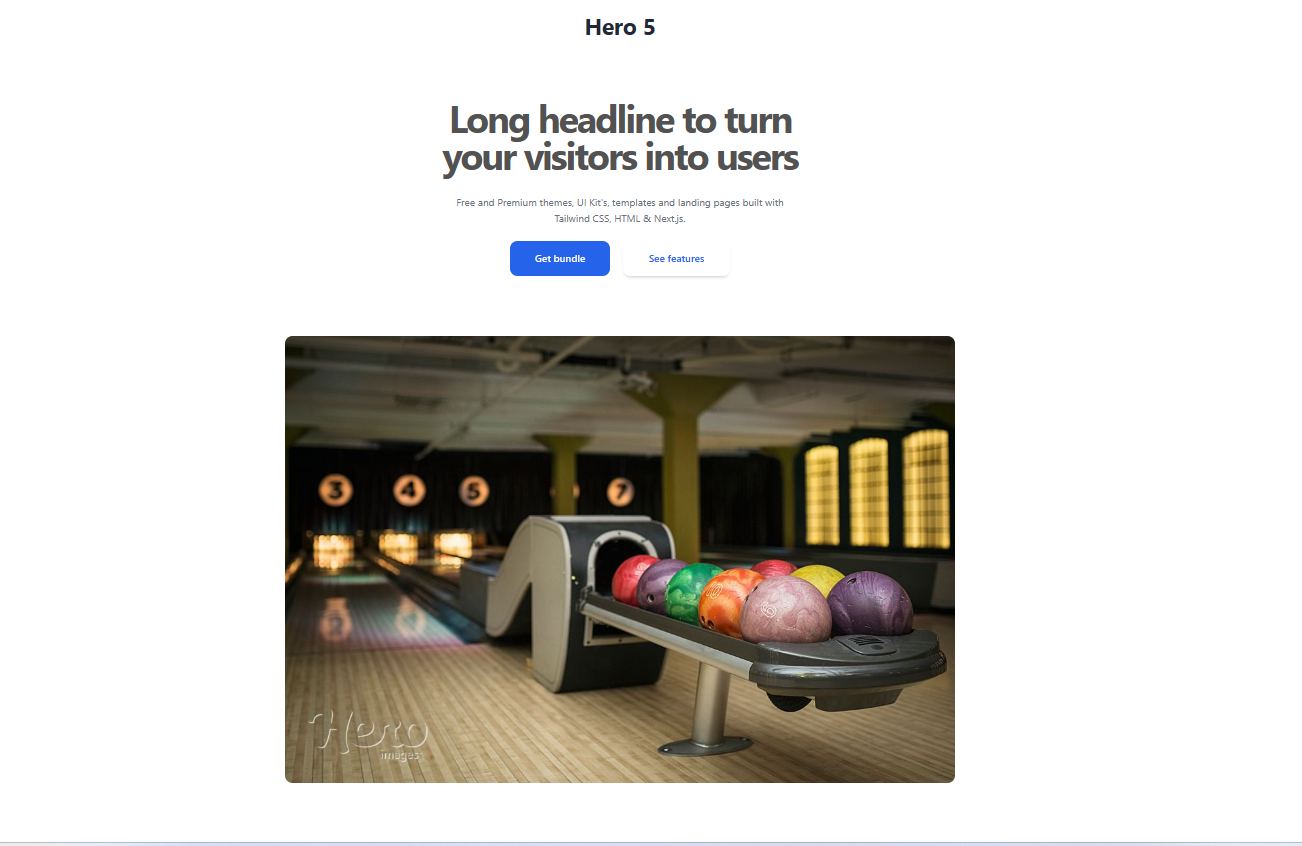 Hero 5
Long headline to turn
your visitors into users
Free and Premium themes, UI Kit's, templates and landing pages built with
Tailwind CSS, HTML & Next.js.
Get bundle
See features
3
4
5
7
Hero
images